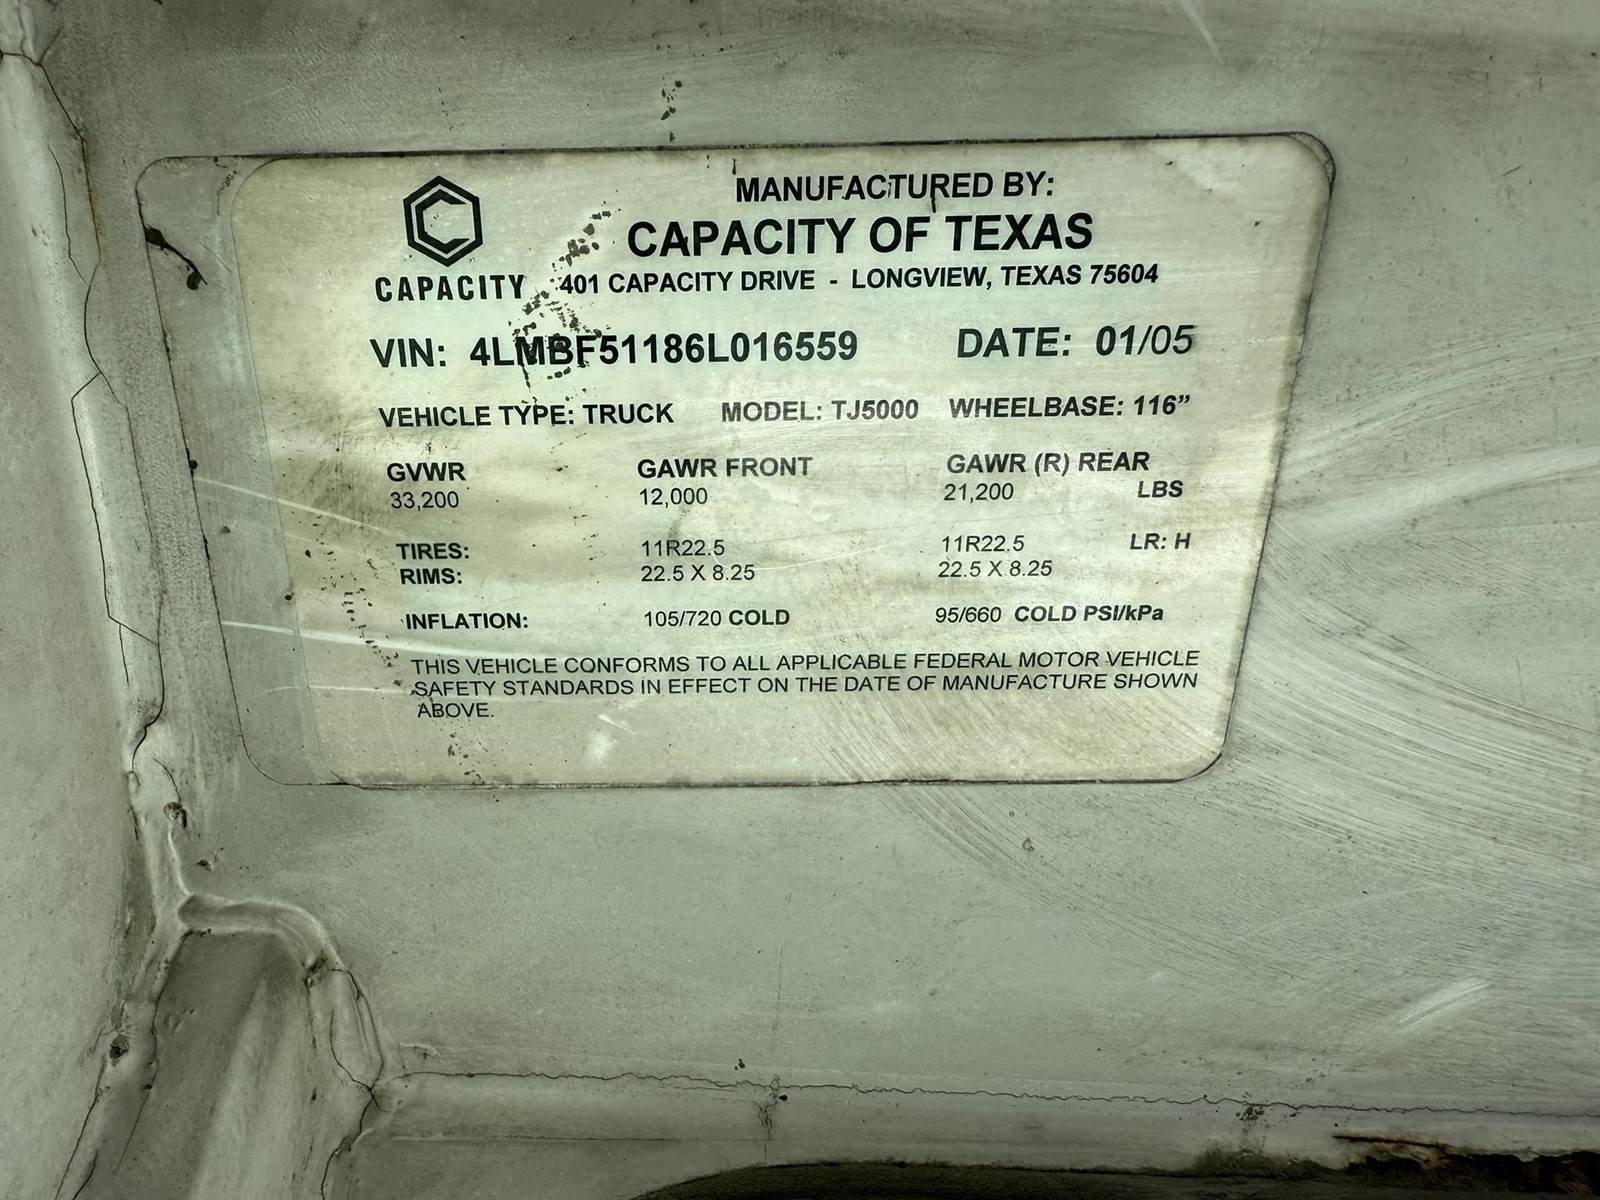 MANUFACTURED BY:
CAPACITY OF TEXAS
CAPACITY 401 CAPACITY DRIVE - LONGVIEW, TEXAS 75604
VIN: 4LMBF51186L016559 DATE: 01/05
VEHICLE TYPE: TRUCK MODEL: TJ5000 WHEELBASE: 116”
GVWR GAWR FRONT GAWR (R) REAR
33,200 12,000 21,200 LBS
TIRES: 11R22.5 11R22.5 LR: H
RIMS: 22.5 X 8.25 22.5 X 8.25
INFLATION: 105/720 COLD 95/660 COLD PSI/kPa
THIS VEHICLE CONFORMS TO ALL APPLICABLE FEDERAL MOTOR VEHICLE
SAFETY STANDARDS IN EFFECT ON THE DATE OF MANUFACTURE SHOWN
ABOVE.